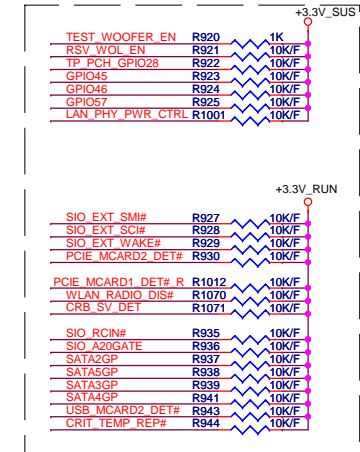 +3.3V_SUS
TEST_WOOFER_EN R920 1K
RSV_WOL_EN R921 10K/F
TP_PCH_GPIO28 R922 10K/F
GPIO45 R923 10K/F
GPIO46 R924 10K/F
GPIO57 R925 10K/F
LAN_PHY_PWR_CTRL R1001 10K/F
+3.3V_RUN
SIO_EXT_SMI# R927 10K/F
SIO_EXT_SCI# R928 10K/F
SIO_EXT_WAKE# R929 10K/F
PCIE_MCARD2_DET# R930 10K/F
PCIE_MCARD1_DET#_R R1012 10K/F
WLAN_RADIO_DIS# R1070 10K/F
CRB_SV_DET R1071 10K/F
SIO_RCIN# R935 10K/F
SIO_A20GATE R936 10K/F
SATA2GP R937 10K/F
SATA5GP R938 10K/F
SATA3GP R939 10K/F
SATA4GP R941 10K/F
USB_MCARD2_DET# R943 10K/F
CRIT_TEMP_REP# R944 10K/F